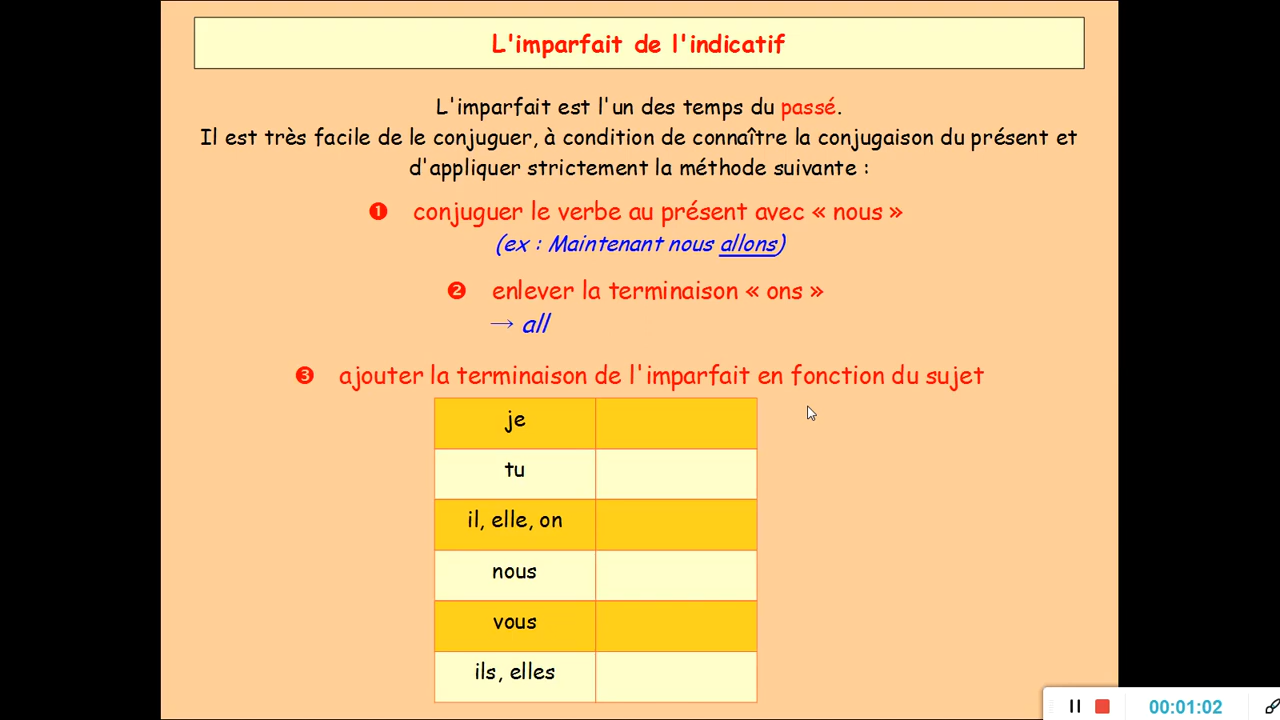 L'imparfait de l'indicatif
L'imparfait est l'un des temps du passé.
Il est très facile de le conjuguer, à condition de connaître la conjugaison du présent et
d'appliquer strictement la méthode suivante :
❶ conjuguer le verbe au présent avec « nous »
(ex : Maintenant nous allons)
❷ enlever la terminaison « ons »
→ all
❸ ajouter la terminaison de l'imparfait en fonction du sujet
je
tu
il, elle, on
nous
vous
ils, elles
00:01:02